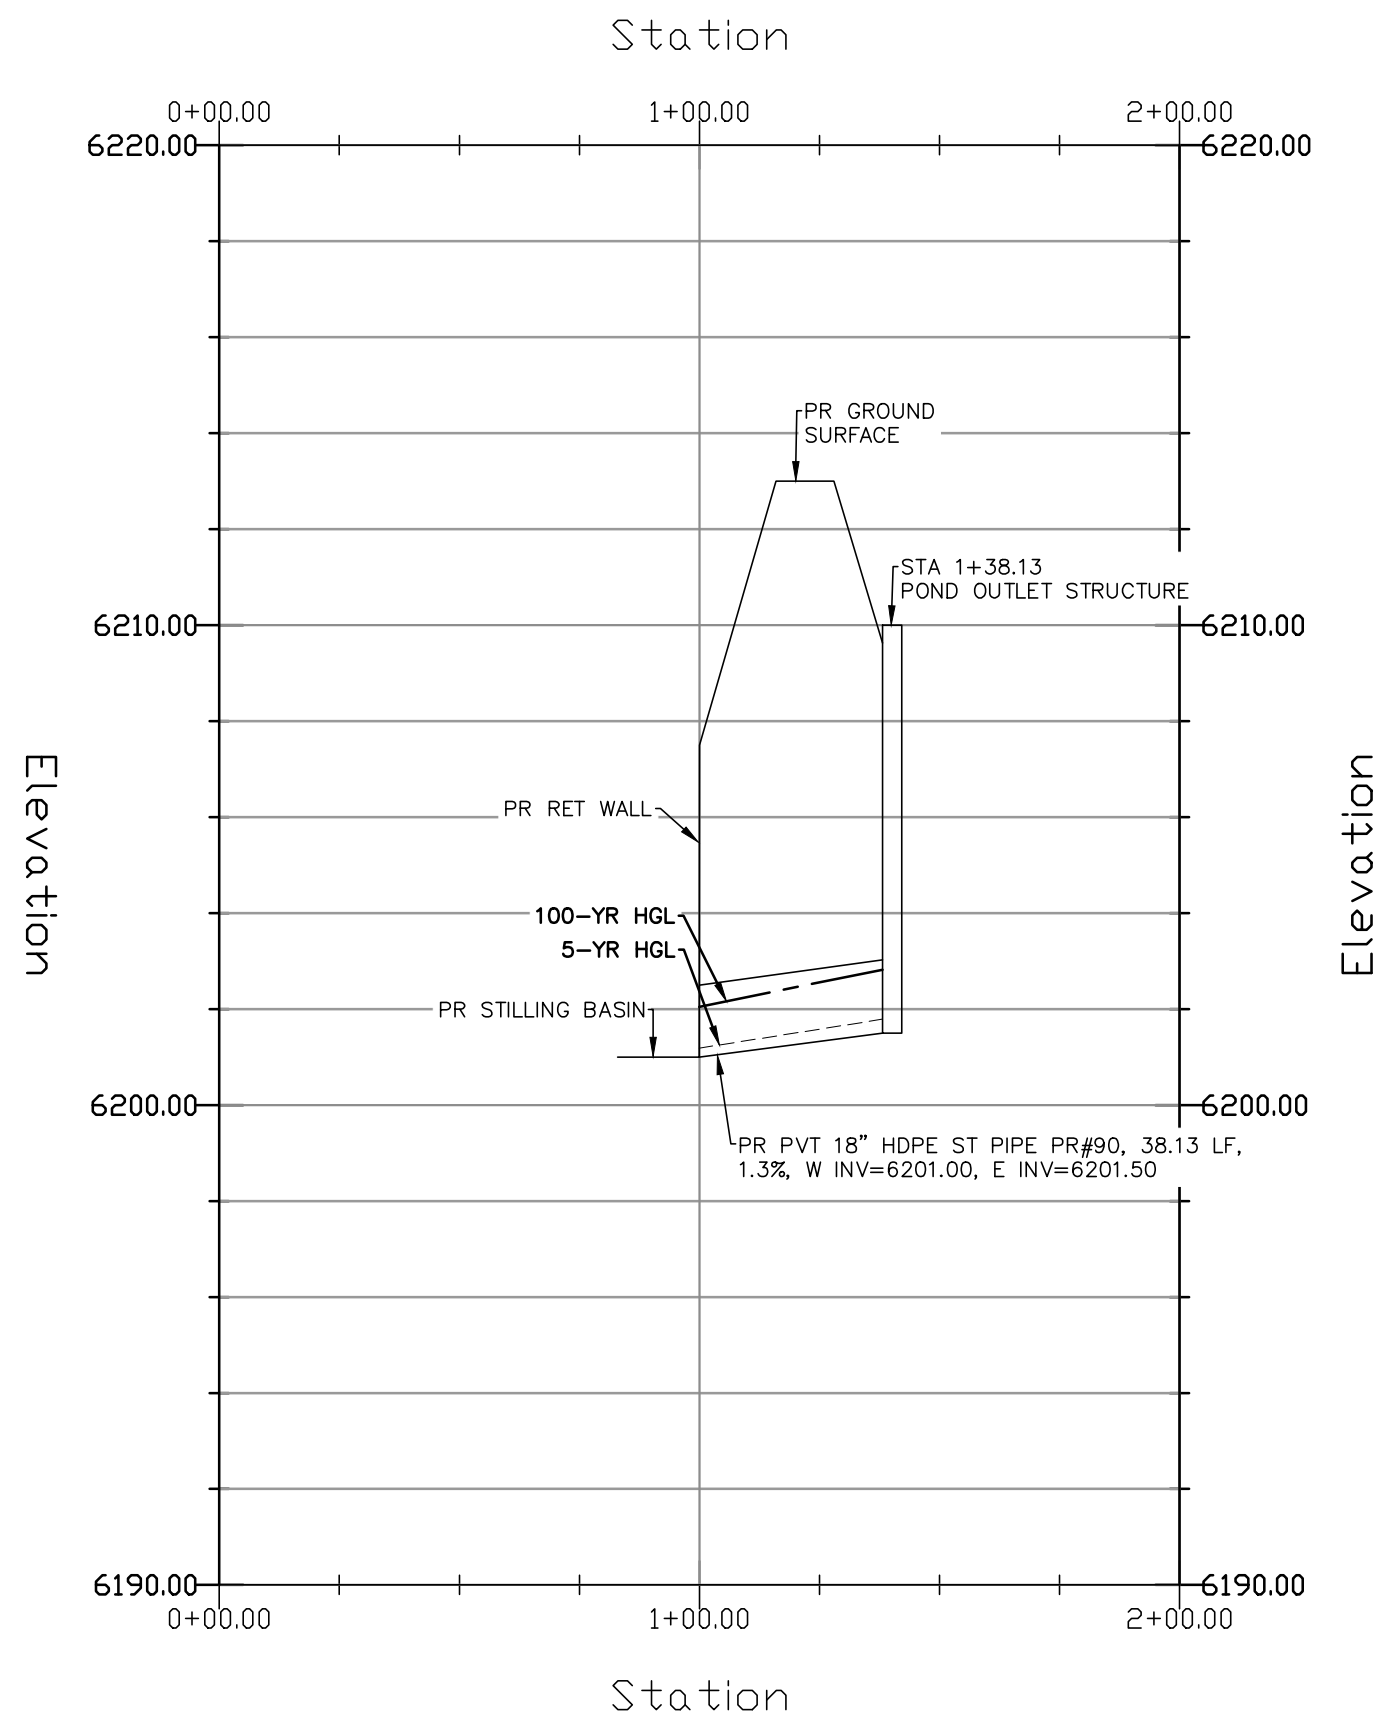 Station
0+00.00 1+00.00 2+00.00
6220.00 6220.00
PR GROUND
SURFACE
STA 1+38.13
POND OUTLET STRUCTURE
6210.00 6210.00
Elevation
Elevation
PR RET WALL
100-YR HGL
5-YR HGL
PR STILLING BASIN
6200.00 6200.00
PR PVT 18" HDPE ST PIPE PR#90, 38.13 LF,
1.3%, W INV=6201.00, E INV=6201.50
6190.00 6190.00
0+00.00 1+00.00 2+00.00
Station